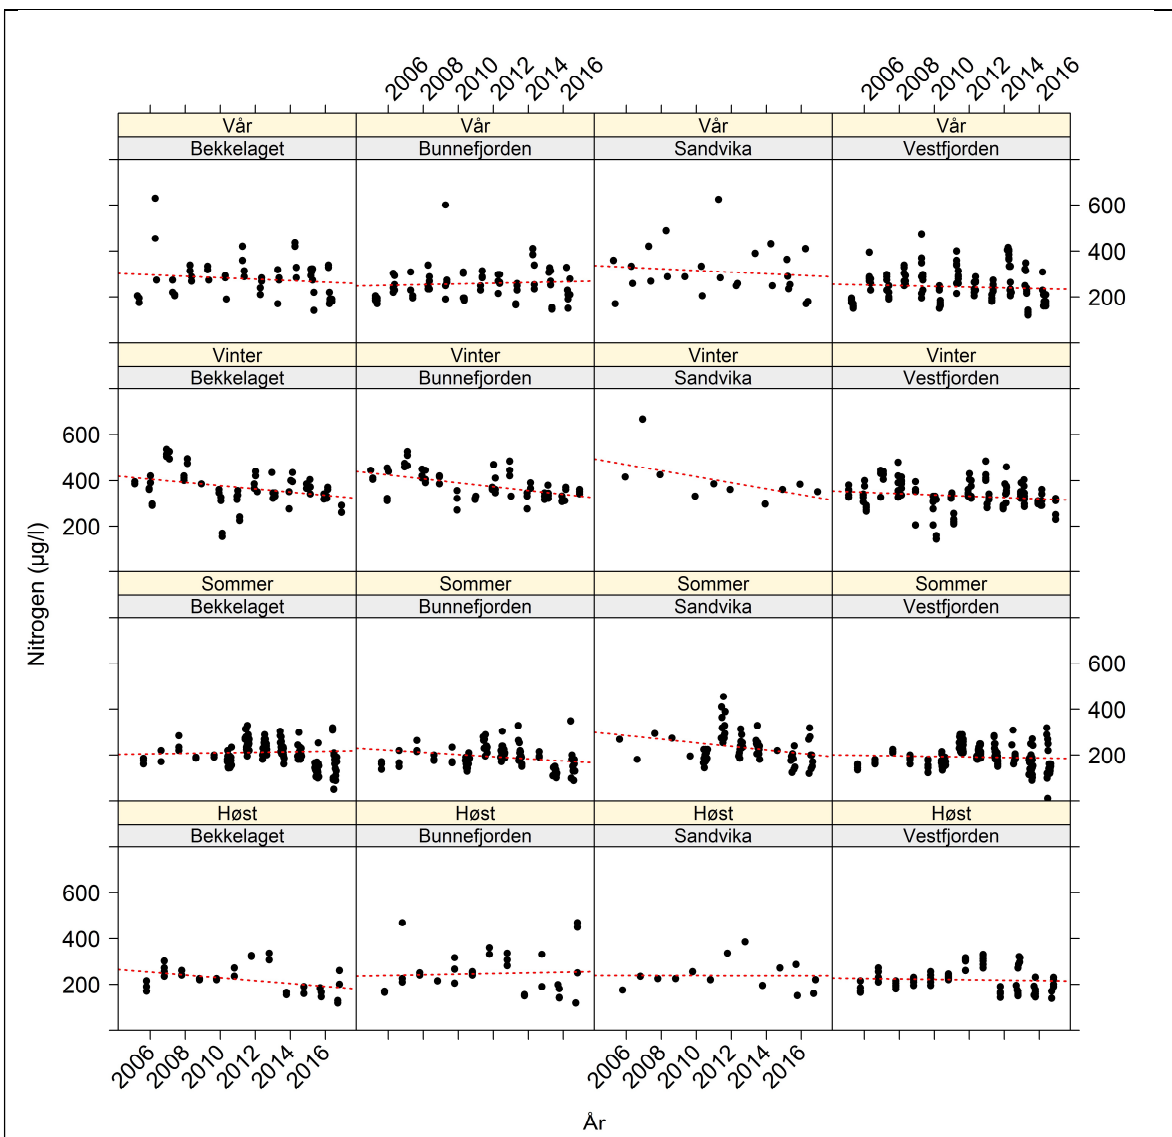 2006 2008 2010 2012 2014 2016 2006 2008 2010 2012 2014 2016
Vår Vår Vår Vår
Bekkelaget Bunnefjorden Sandvika Vestfjorden
600
400
200
Vinter Vinter Vinter Vinter
Bekkelaget Bunnefjorden Sandvika Vestfjorden
600
400
200
Nitrogen (µg/l)
Sommer Sommer Sommer Sommer
Bekkelaget Bunnefjorden Sandvika Vestfjorden
600
400
200
Høst Høst Høst Høst
Bekkelaget Bunnefjorden Sandvika Vestfjorden
600
400
200
2006 2008 2010 2012 2014 2016 2006 2008 2010 2012 2014 2016
År